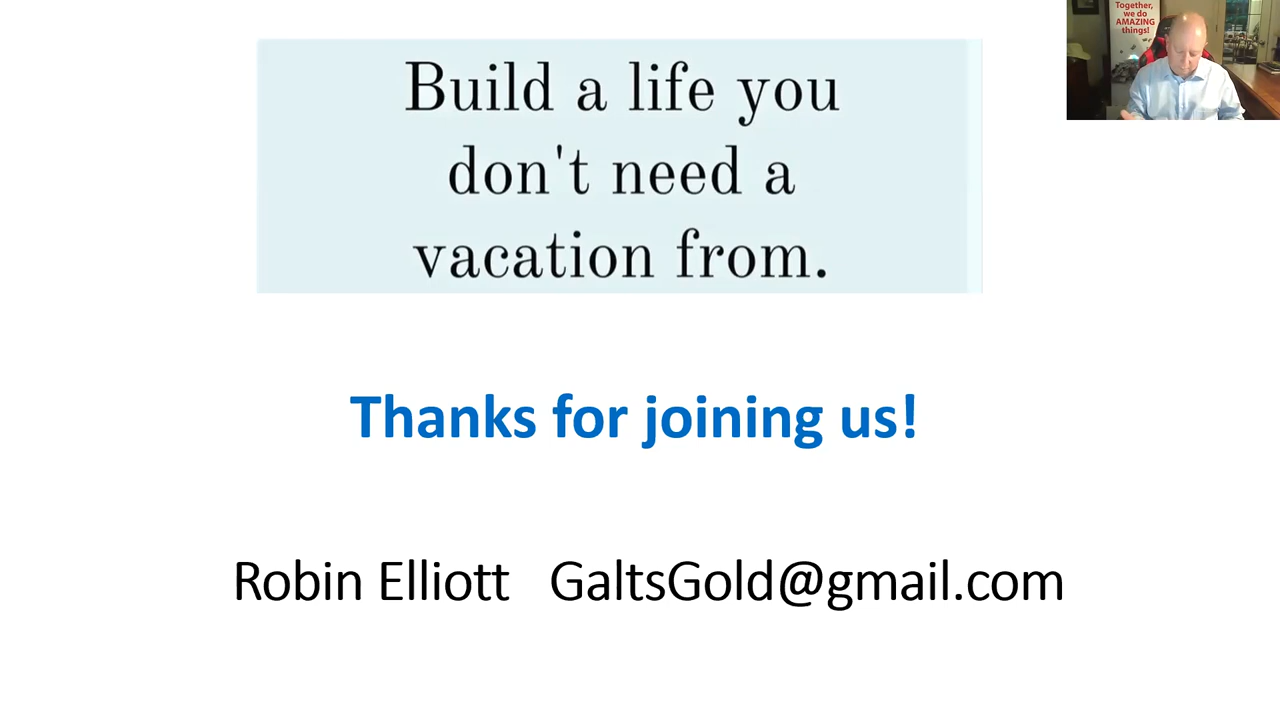 Build a life you
don't need a
vacation from.
Together,
we do
AMAZING
things!
Thanks for joining us!
Robin Elliott GaltsGold@gmail.com